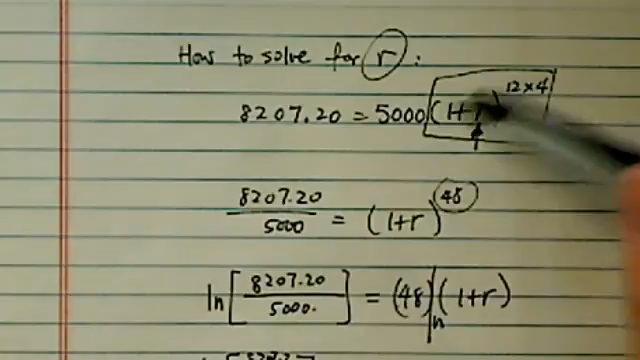 How to solve for r :
8207.20 = 5000 (1+r) 12×4
8207.20 / 5000 = (1+r) 48
ln [ 8207.20 / 5000. ] = (48) ln (1+r)